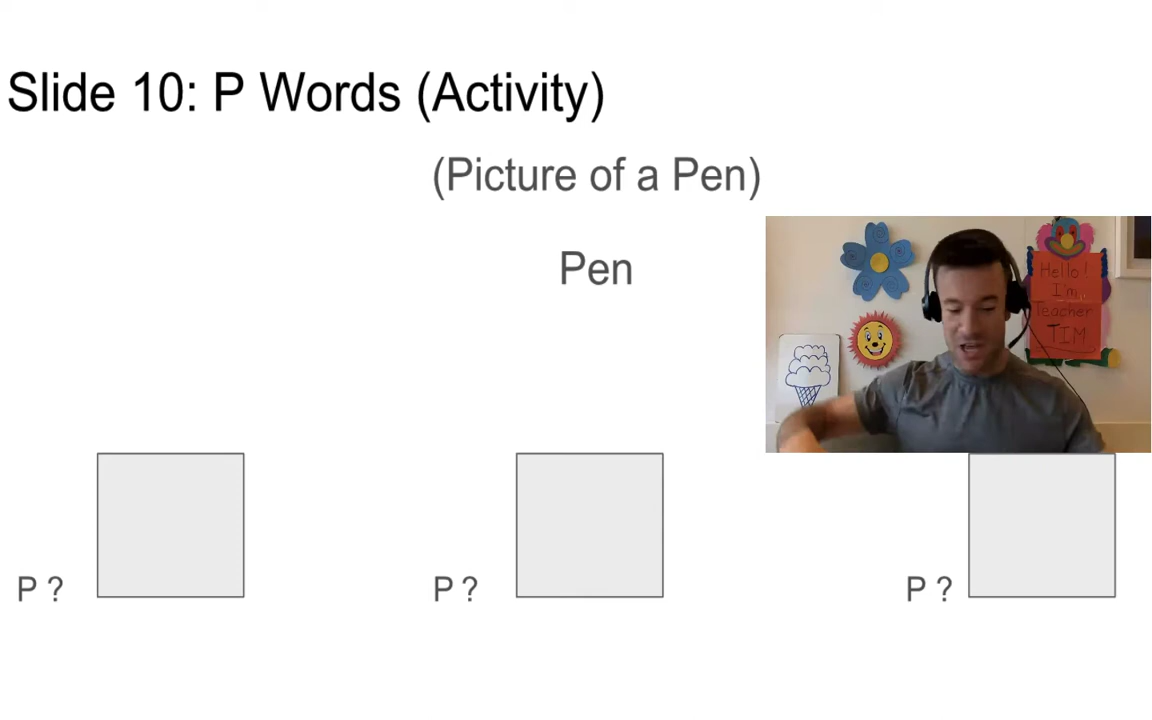 Slide 10: P Words (Activity)
(Picture of a Pen)
Pen
Hello!
I'm
Teacher
TIM
P ?
P ?
P ?